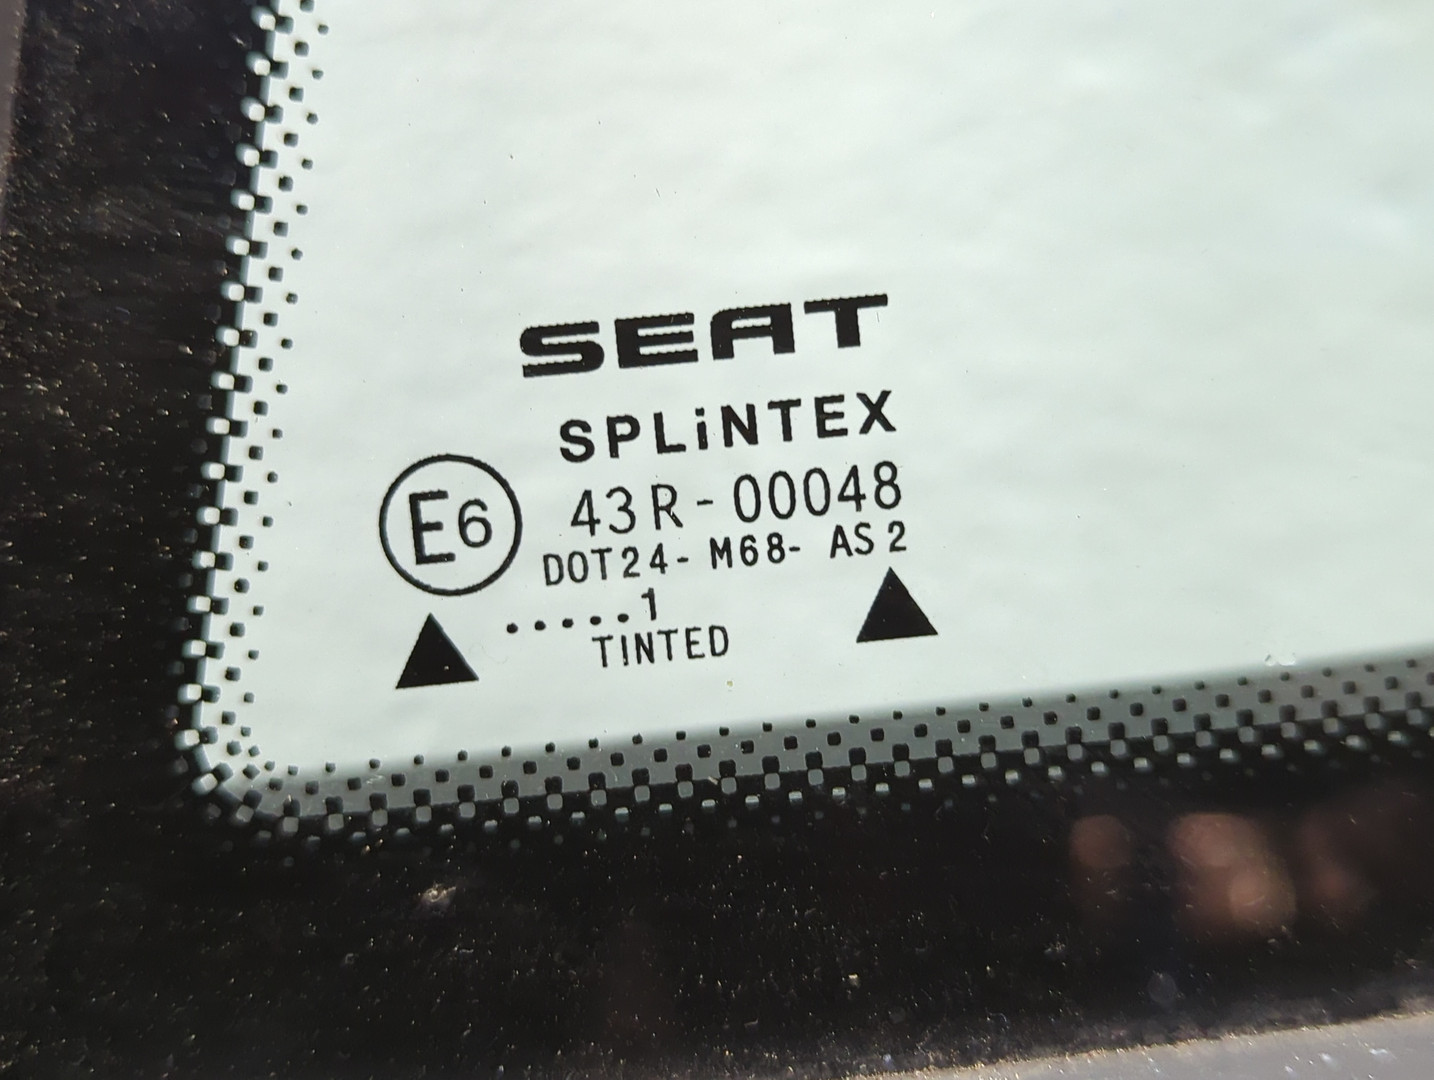 SEAT
SPLiNTEX
E6 43R-00048
DOT24-M68-AS2
.....1
TINTED